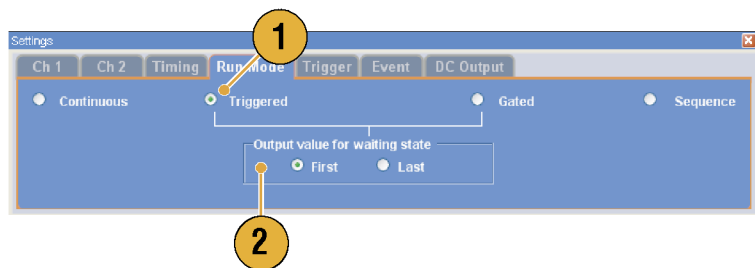 1
Settings
Ch 1 Ch 2 Timing Run Mode Trigger Event DC Output
Continuous Triggered Gated Sequence
Output value for waiting state
First Last
2